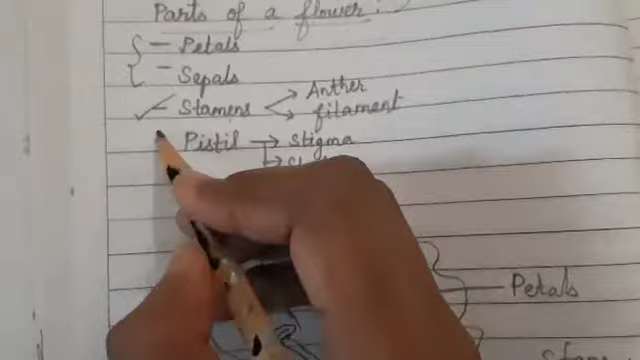 Parts of a flower:
- Petals
- Sepals
- Stamens → Anther
→ filament
Pistil → Stigma
Petals